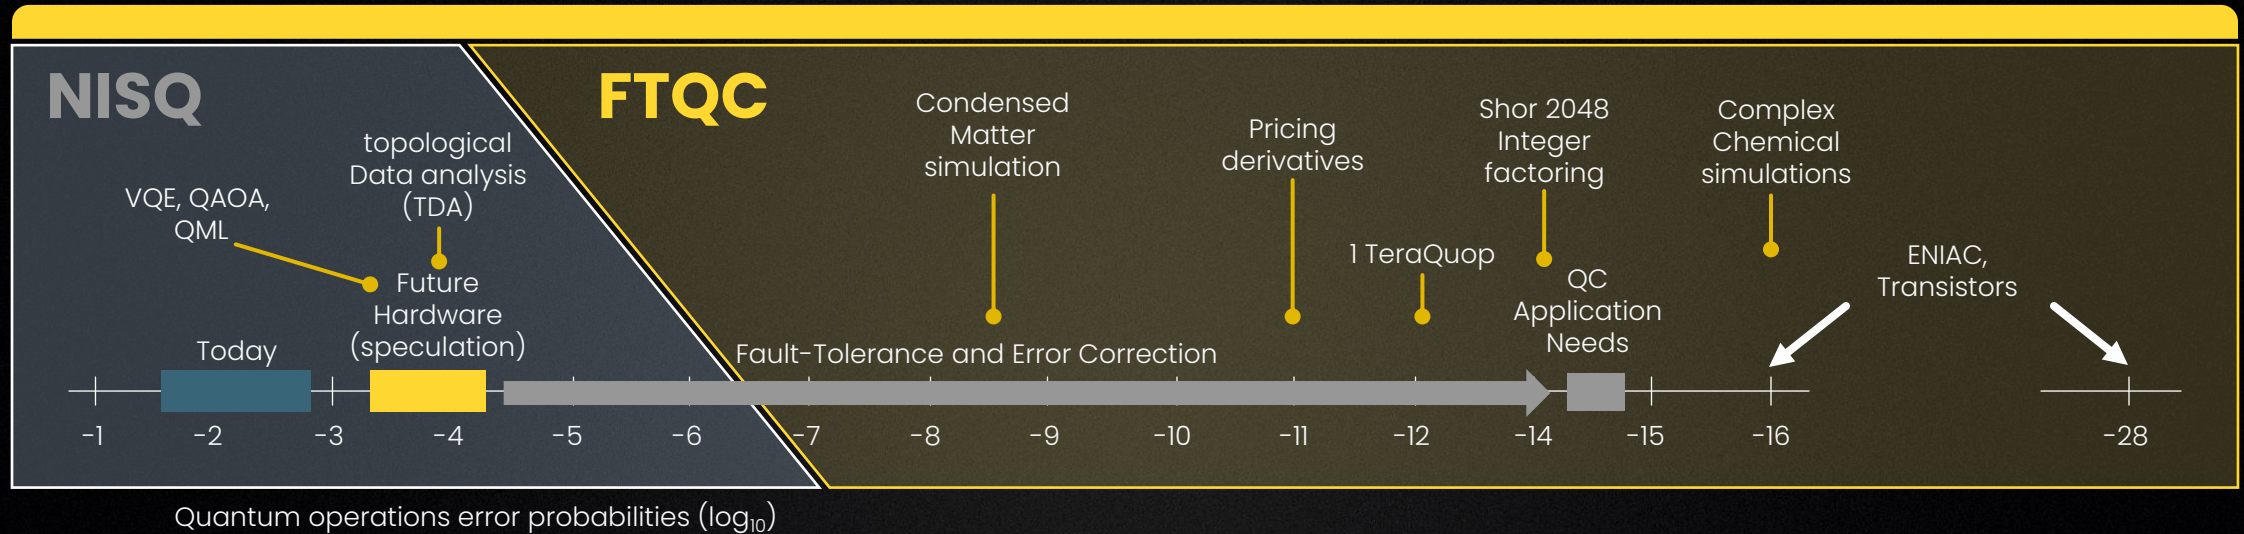 NISQ
FTQC
VQE, QAOA,
QML
topological
Data analysis
(TDA)
Future
Hardware
(speculation)
Today
Condensed
Matter
simulation
Pricing
derivatives
1 TeraQuop
Shor 2048
Integer
factoring
Complex
Chemical
simulations
QC
Application
Needs
ENIAC,
Transistors
Fault-Tolerance and Error Correction
-1 -2 -3 -4 -5 -6 -7 -8 -9 -10 -11 -12 -14 -15 -16 -28
Quantum operations error probabilities (log₁₀)